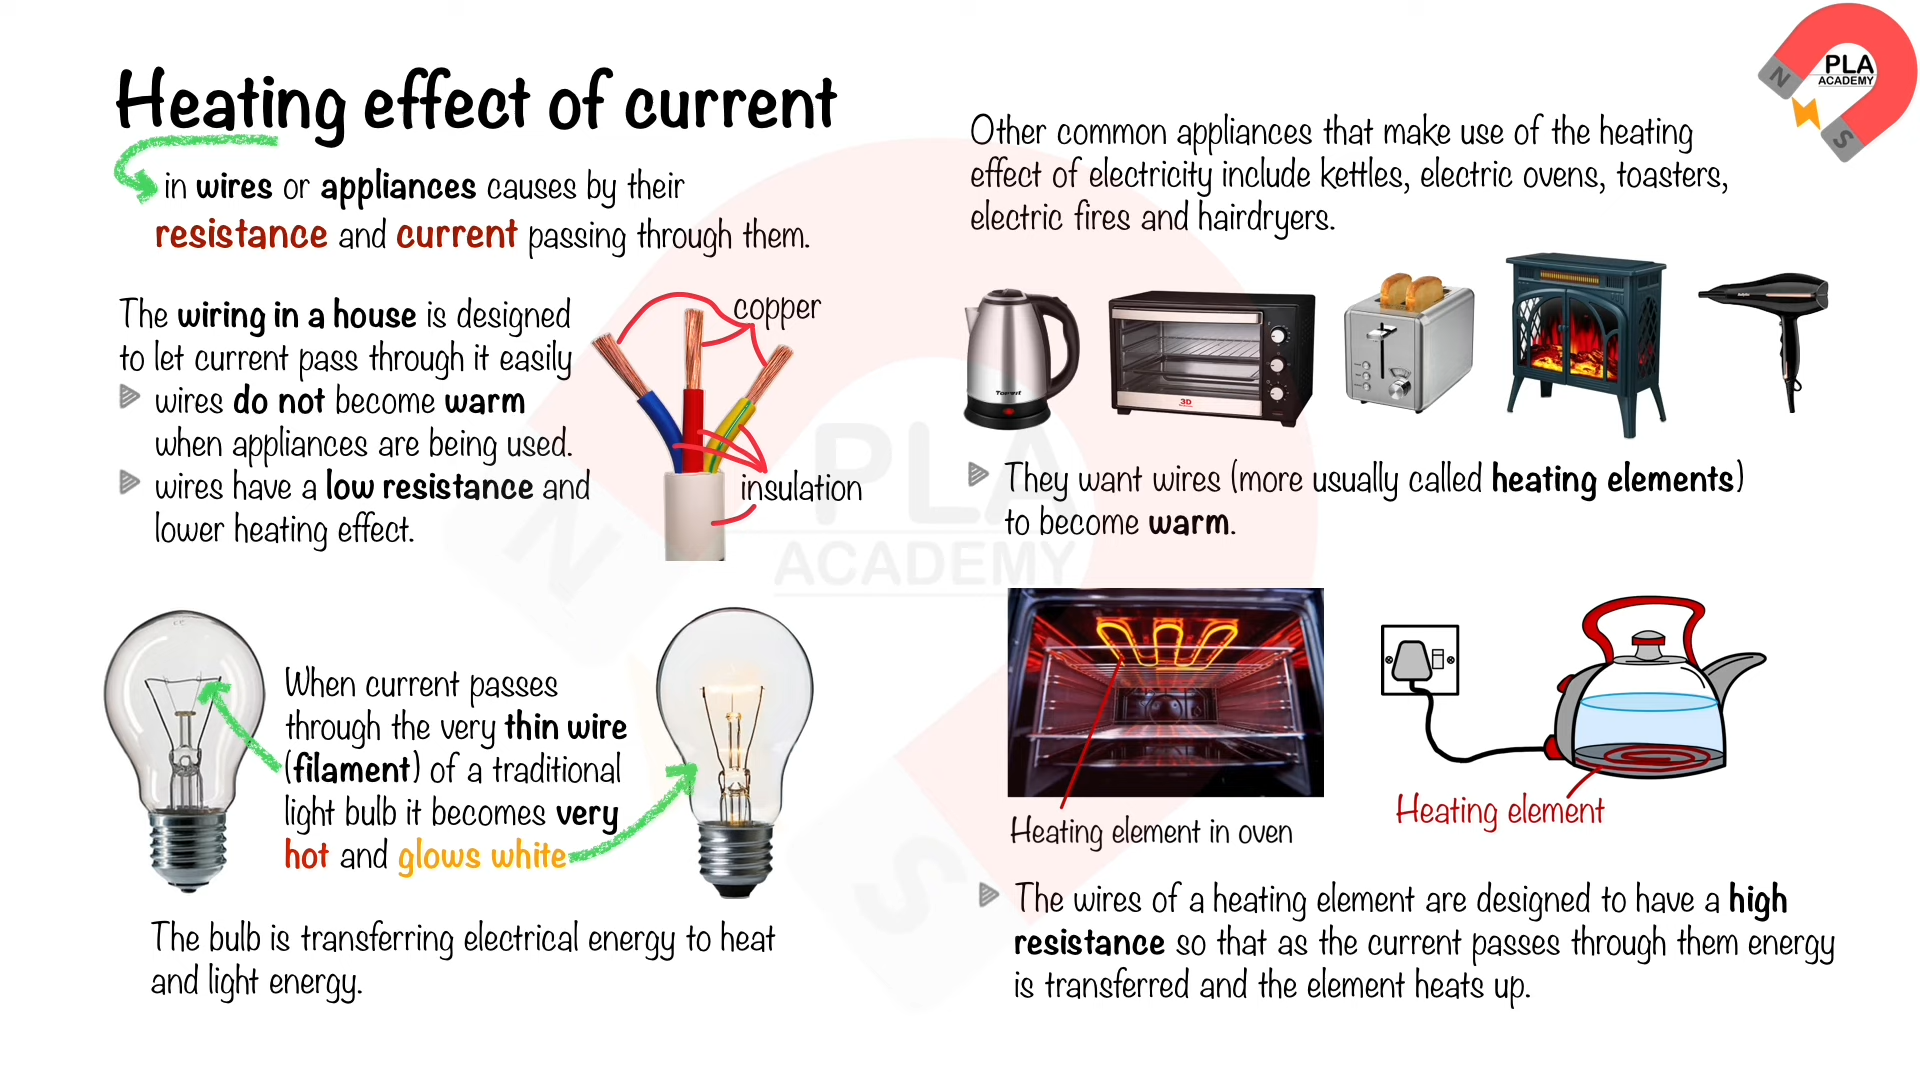 Heating effect of current
in wires or appliances causes by their
resistance and current passing through them.
The wiring in a house is designed
to let current pass through it easily
wires do not become warm
when appliances are being used.
wires have a low resistance and
lower heating effect.
copper
insulation
When current passes
through the very thin wire
(filament) of a traditional
light bulb it becomes very
hot and glows white
The bulb is transferring electrical energy to heat
and light energy.
Other common appliances that make use of the heating
effect of electricity include kettles, electric ovens, toasters,
electric fires and hairdryers.
3D
They want wires (more usually called heating elements)
to become warm.
Heating element in oven
Heating element
The wires of a heating element are designed to have a high
resistance so that as the current passes through them energy
is transferred and the element heats up.
N
PLA
ACADEMY
S
N
PLA
ACADEMY
S